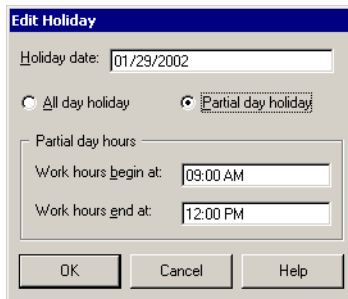 Edit Holiday
Holiday date: 01/29/2002
All day holiday Partial day holiday
Partial day hours
Work hours begin at: 09:00 AM
Work hours end at: 12:00 PM
OK Cancel Help